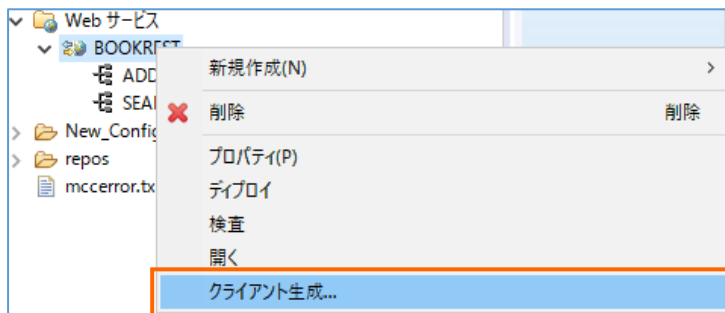 Web サービス
BOOKREST
新規作成(N)
ADD
SEA
削除 削除
New_Config
プロパティ(P)
repos
ディプロイ
mccerror.tx
検査
開く
クライアント生成...